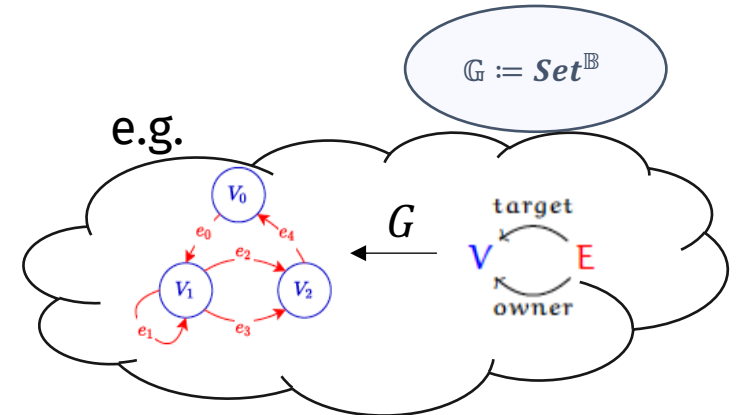 𝔾 ≔ Set^𝔹
e.g.
V₀
e₀
e₄
G
target
e₂
V E
V₁
V₂
owner
e₃
e₁